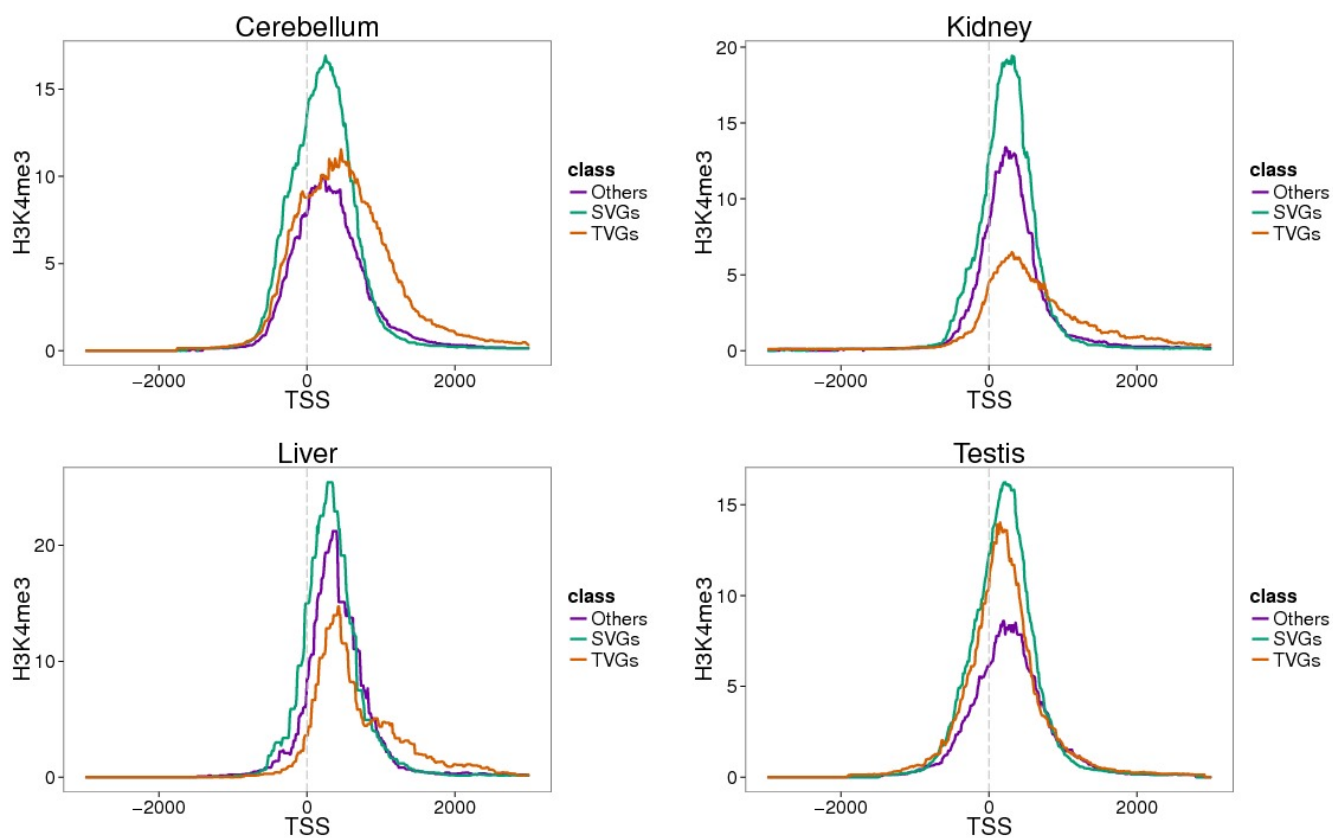 Cerebellum
H3K4me3
15
10
5
0
−2000
0
2000
TSS
class
Others
SVGs
TVGs
Kidney
H3K4me3
20
15
10
5
0
−2000
0
2000
TSS
class
Others
SVGs
TVGs
Liver
H3K4me3
20
10
0
−2000
0
2000
TSS
class
Others
SVGs
TVGs
Testis
H3K4me3
15
10
5
0
−2000
0
2000
TSS
class
Others
SVGs
TVGs